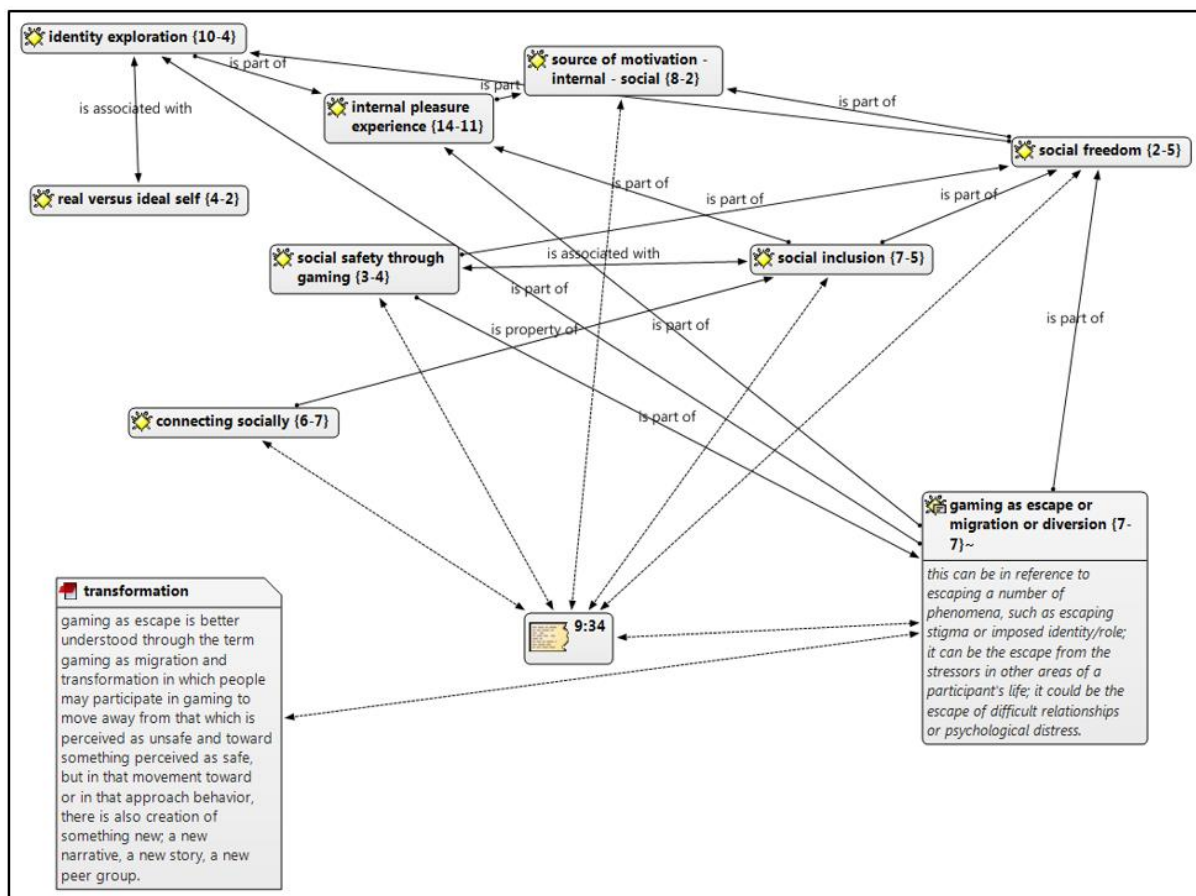 identity exploration {10-4}
is part of
source of motivation -
internal - social {8-2}
is part
is part of
is associated with
internal pleasure
experience {14-11}
social freedom {2-5}
real versus ideal self {4-2}
is part of
is part of
social safety through
gaming {3-4}
is associated with
social inclusion {7-5}
is part of
is property of
is part of
is part of
connecting socially {6-7}
is part of
gaming as escape or
migration or diversion {7-
7}~
this can be in reference to
escaping a number of
phenomena, such as escaping
stigma or imposed identity/role;
it can be the escape from the
stressors in other areas of a
participant's life; it could be the
escape of difficult relationships
or psychological distress.
9:34
transformation
gaming as escape is better
understood through the term
gaming as migration and
transformation in which people
may participate in gaming to
move away from that which is
perceived as unsafe and toward
something perceived as safe,
but in that movement toward
or in that approach behavior,
there is also creation of
something new; a new
narrative, a new story, a new
peer group.